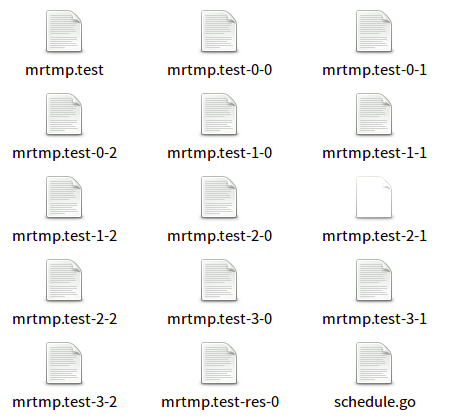 mrtmp.test
mrtmp.test-0-0
mrtmp.test-0-1
mrtmp.test-0-2
mrtmp.test-1-0
mrtmp.test-1-1
mrtmp.test-1-2
mrtmp.test-2-0
mrtmp.test-2-1
mrtmp.test-2-2
mrtmp.test-3-0
mrtmp.test-3-1
mrtmp.test-3-2
mrtmp.test-res-0
schedule.go